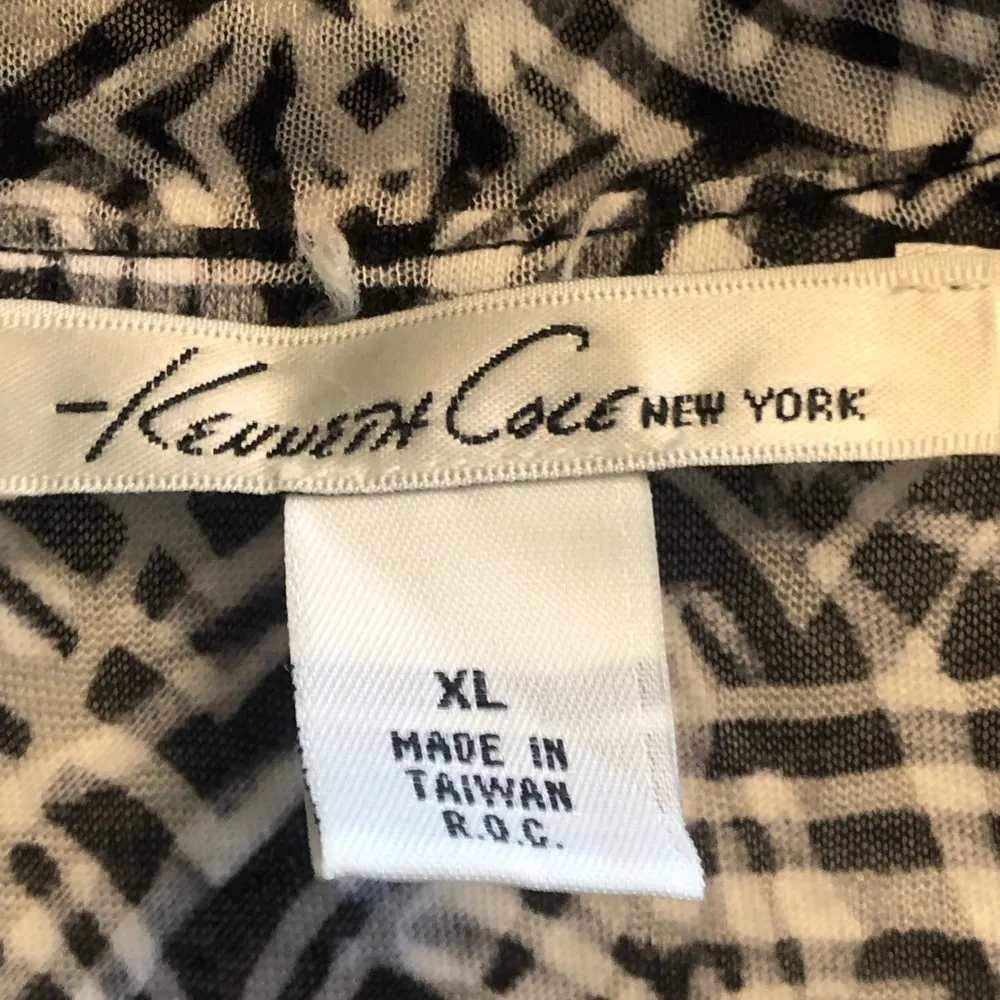 Kenneth Cole NEW YORK
XL
MADE IN
TAIWAN
R.O.C.